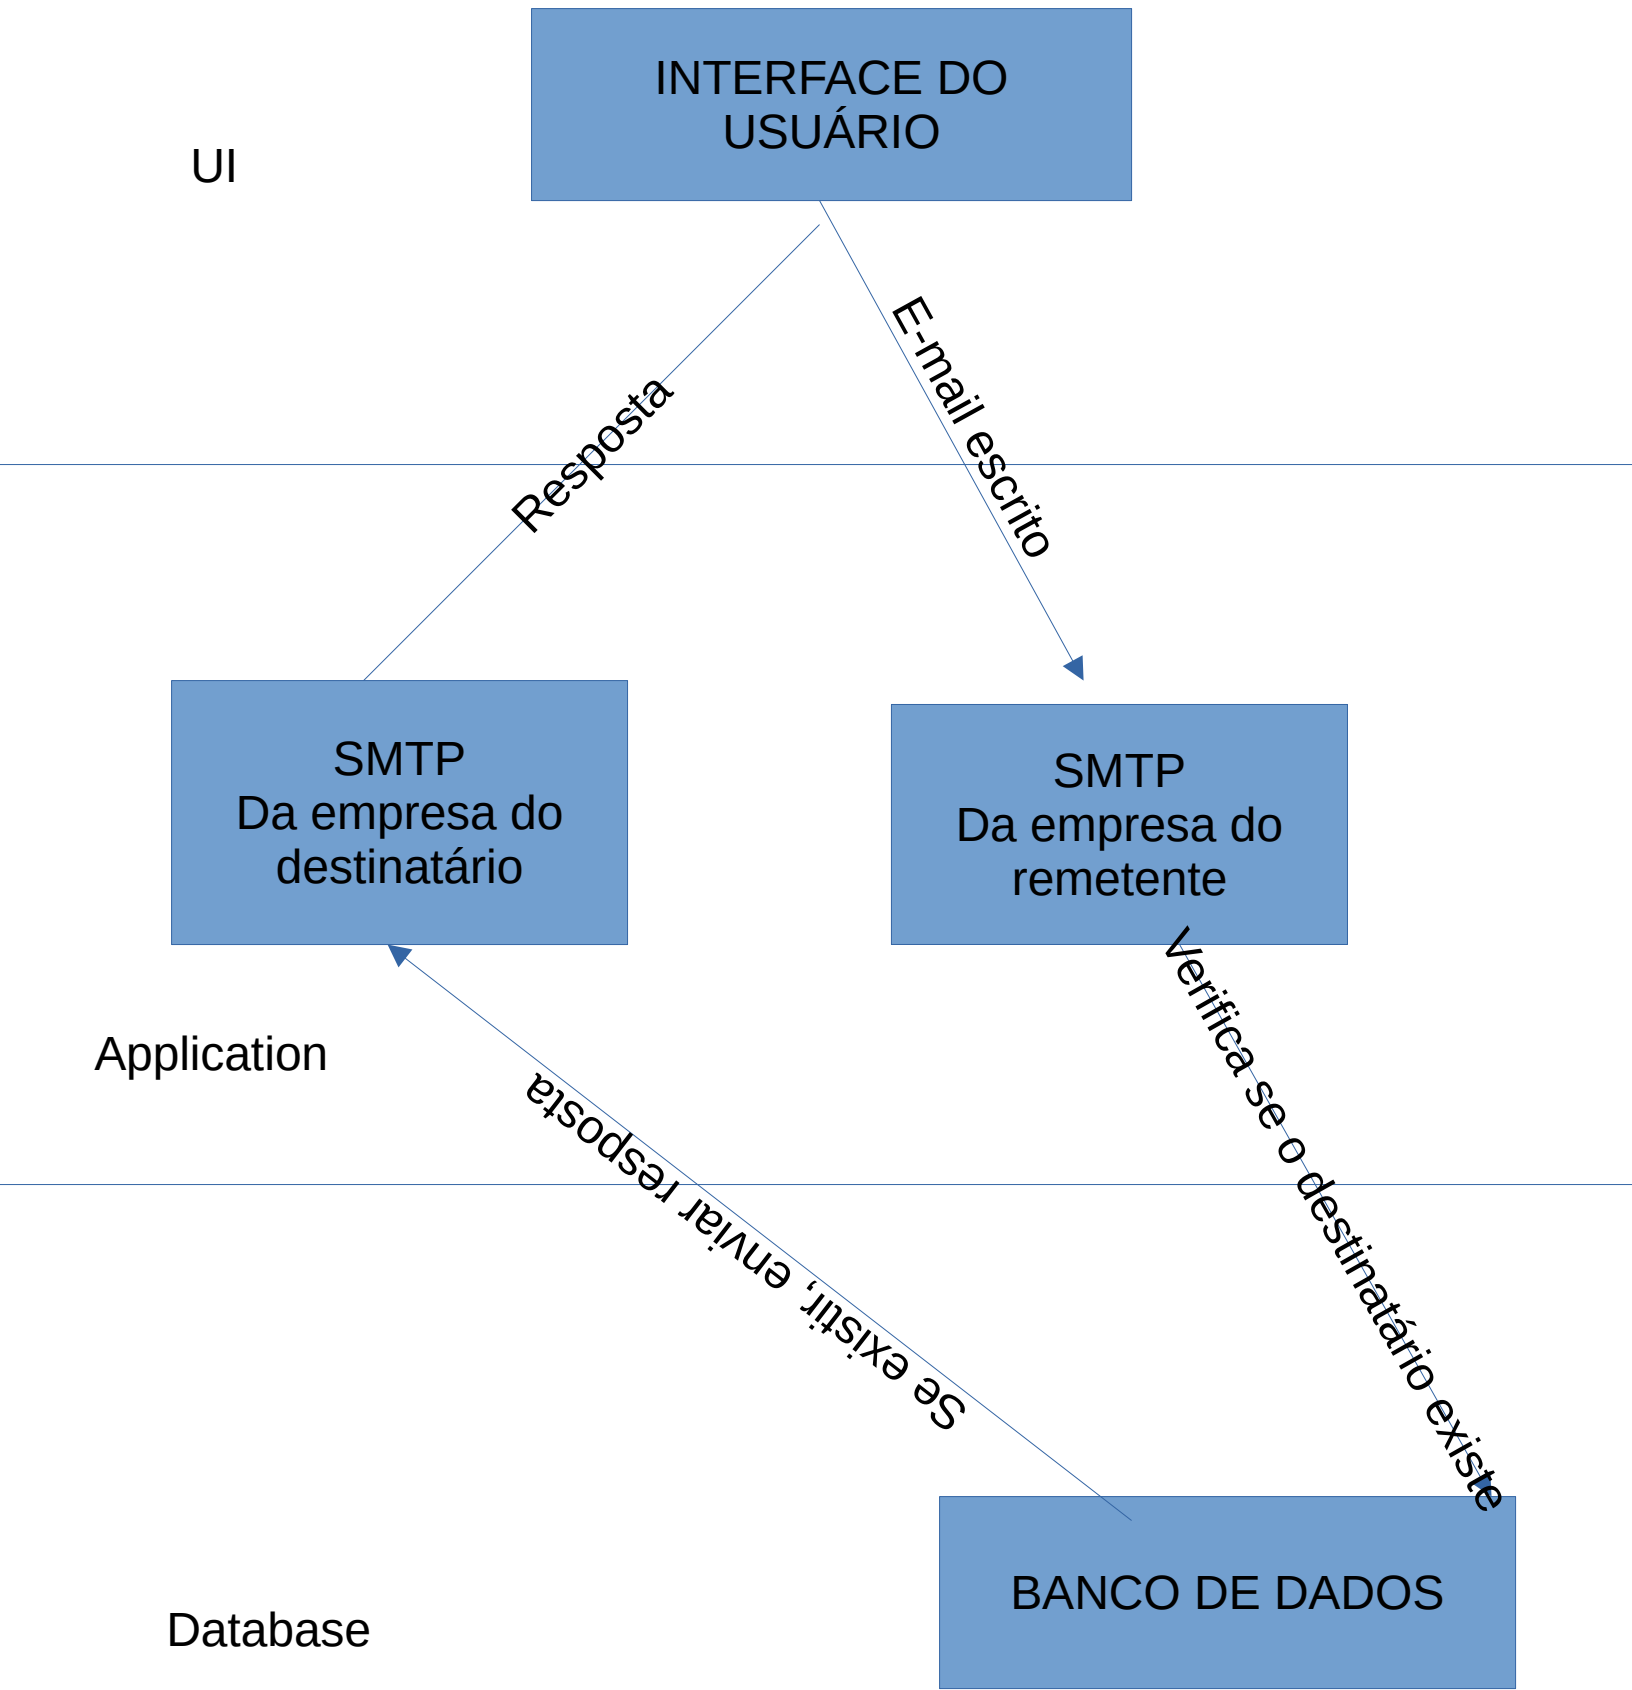 INTERFACE DO
USUÁRIO
UI
E-mail escrito
Resposta
SMTP
Da empresa do
destinatário
SMTP
Da empresa do
remetente
Verifica se o destinatário existe
Application
Se existir, enviar resposta
BANCO DE DADOS
Database